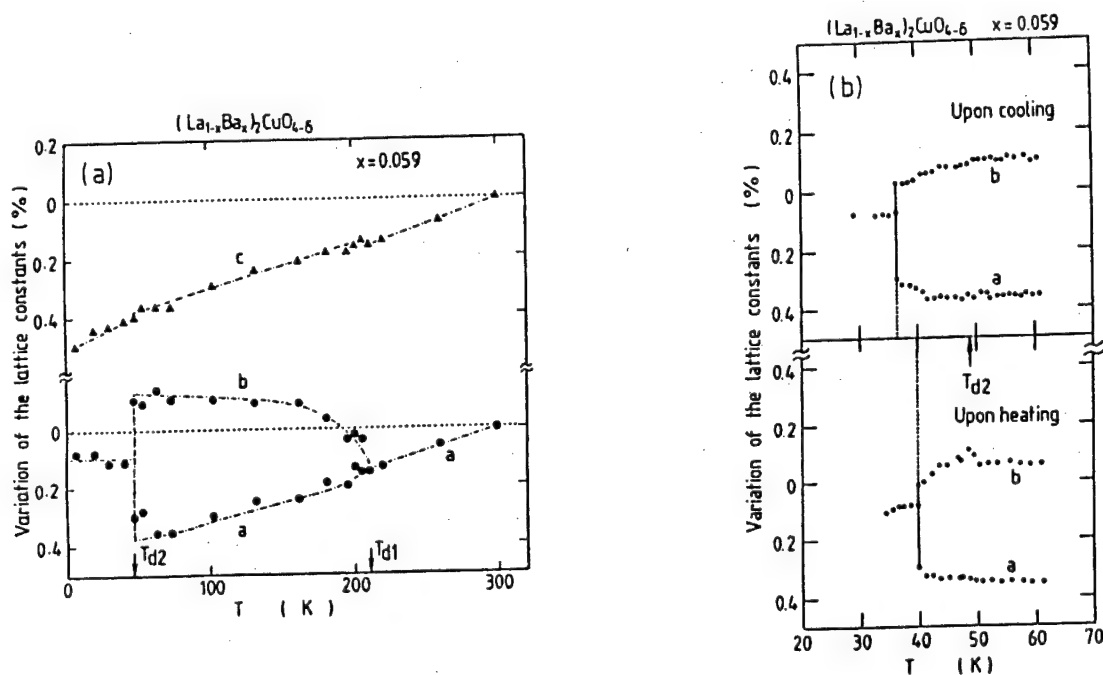 (La₁₋ₓBaₓ)₂CuO₄₋δ
x=0.059
(a)
Variation of the lattice constants (%)
0.2
0
0.2
0.4
0
0.2
0.4
c
b
a
a
Td2
Td1
0
100
200
300
T (K)
(La₁₋ₓBaₓ)₂CuO₄₋δ x=0.059
(b)
Upon cooling
Variation of the lattice constants (%)
0.4
0.2
0
0.2
0.4
b
a
Td2
Upon heating
0.4
0.2
0
0.2
0.4
b
a
20
30
40
50
60
70
T (K)